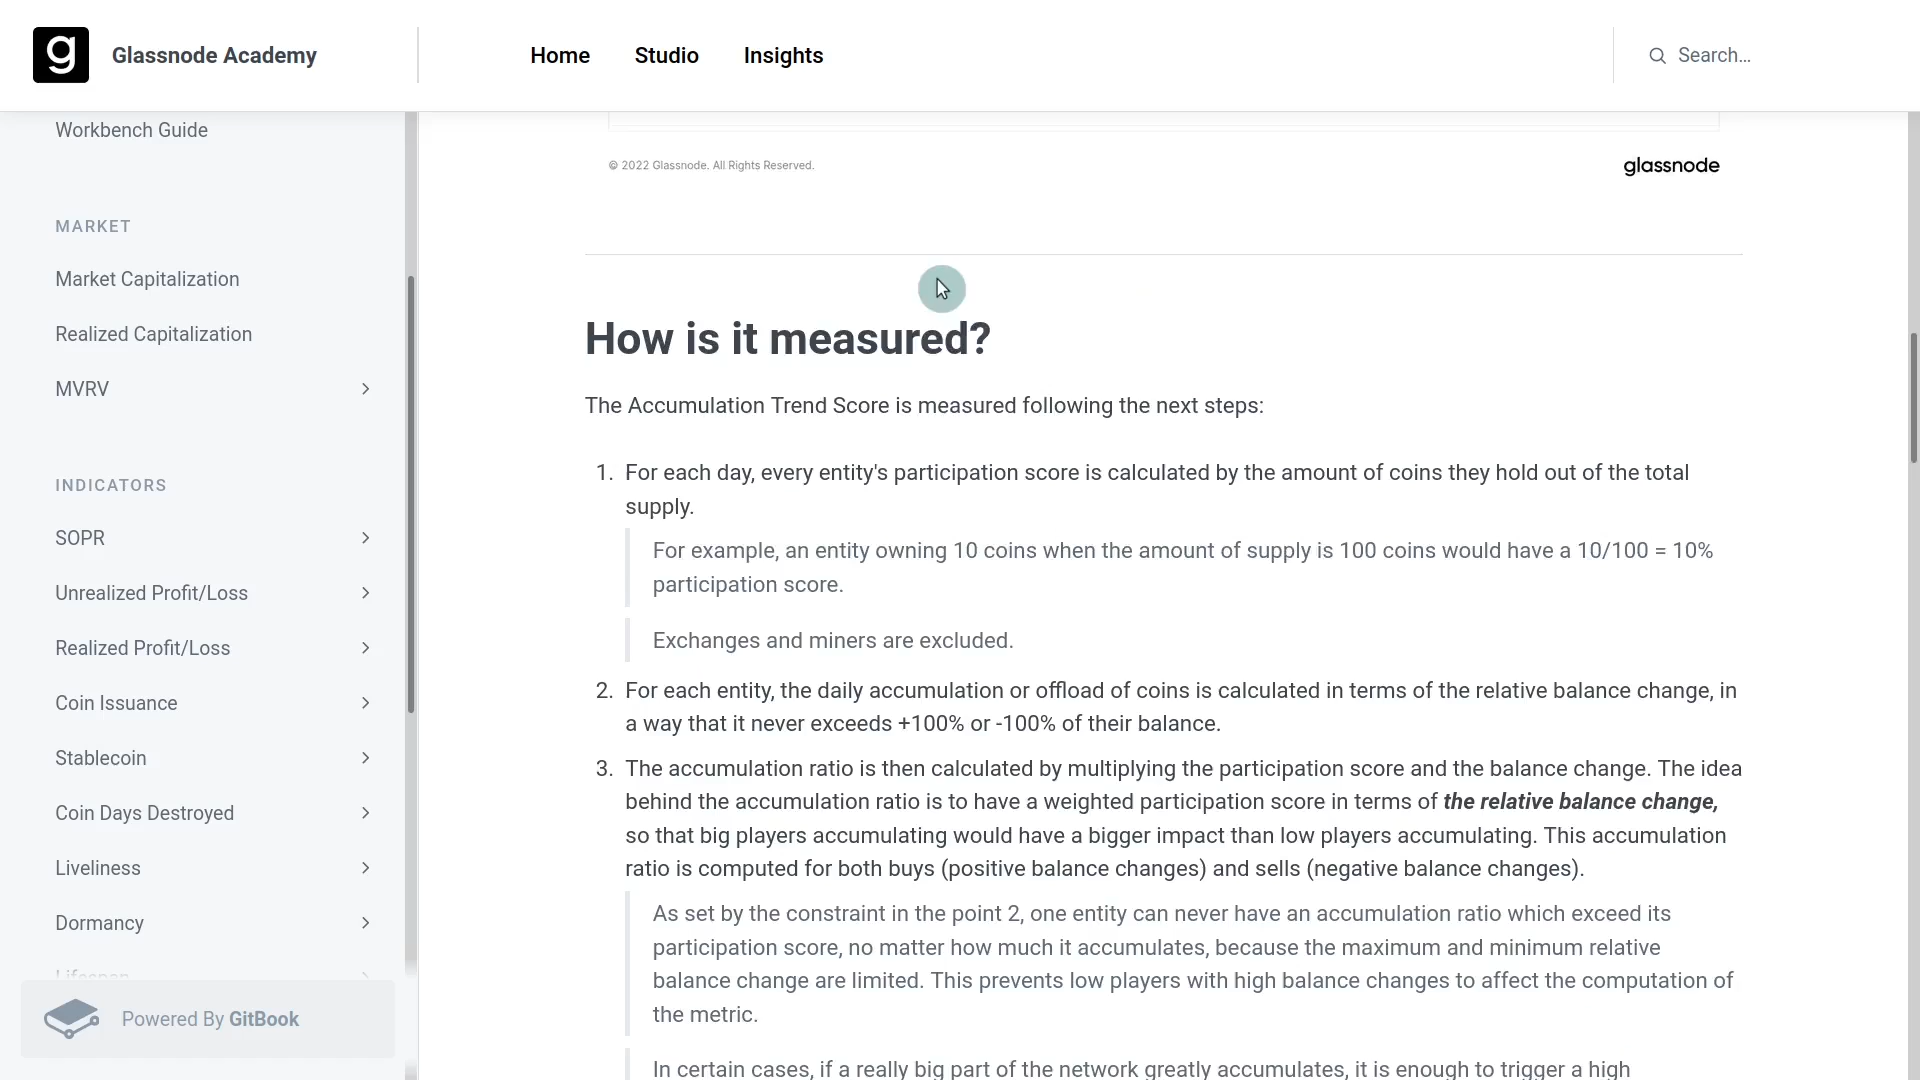 g
Glassnode Academy
Home
Studio
Insights
Search...
Workbench Guide
MARKET
Market Capitalization
Realized Capitalization
MVRV
INDICATORS
SOPR
Unrealized Profit/Loss
Realized Profit/Loss
Coin Issuance
Stablecoin
Coin Days Destroyed
Liveliness
Dormancy
Lifespan
Powered By GitBook
© 2022 Glassnode. All Rights Reserved.
glassnode
How is it measured?
The Accumulation Trend Score is measured following the next steps:
1. For each day, every entity's participation score is calculated by the amount of coins they hold out of the total
supply.
For example, an entity owning 10 coins when the amount of supply is 100 coins would have a 10/100 = 10%
participation score.
Exchanges and miners are excluded.
2. For each entity, the daily accumulation or offload of coins is calculated in terms of the relative balance change, in
a way that it never exceeds +100% or -100% of their balance.
3. The accumulation ratio is then calculated by multiplying the participation score and the balance change. The idea
behind the accumulation ratio is to have a weighted participation score in terms of the relative balance change,
so that big players accumulating would have a bigger impact than low players accumulating. This accumulation
ratio is computed for both buys (positive balance changes) and sells (negative balance changes).
As set by the constraint in the point 2, one entity can never have an accumulation ratio which exceed its
participation score, no matter how much it accumulates, because the maximum and minimum relative
balance change are limited. This prevents low players with high balance changes to affect the computation of
the metric.
In certain cases, if a really big part of the network greatly accumulates, it is enough to trigger a high